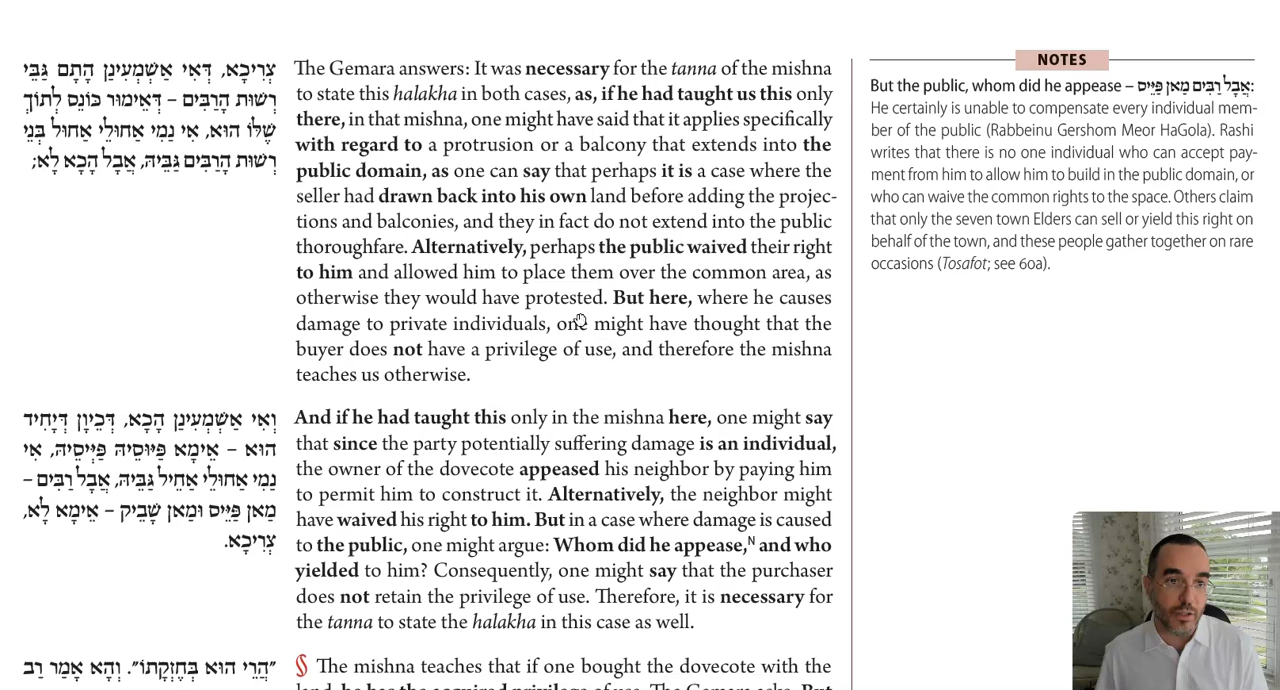 צְרִיכָא, דְּאִי אַשְׁמְעִינַן הָתָם גַּבֵּי
רְשׁוּת הָרַבִּים – דְּאֵימוּר כּוֹנֵס לְתוֹךְ
שֶׁלּוֹ הוּא, אִי נַמִי אַחוּלֵי אַחוּל בְּנֵי
רְשׁוּת הָרַבִּים גַּבֵּיהּ, אֲבָל הָכָא לָא;
The Gemara answers: It was necessary for the tanna of the mishna
to state this halakha in both cases, as, if he had taught us this only
there, in that mishna, one might have said that it applies specifically
with regard to a protrusion or a balcony that extends into the
public domain, as one can say that perhaps it is a case where the
seller had drawn back into his own land before adding the projec-
tions and balconies, and they in fact do not extend into the public
thoroughfare. Alternatively, perhaps the public waived their right
to him and allowed him to place them over the common area, as
otherwise they would have protested. But here, where he causes
damage to private individuals, one might have thought that the
buyer does not have a privilege of use, and therefore the mishna
teaches us otherwise.
וְאִי אַשְׁמְעִינַן הָכָא, דְּכֵיוָן דְּיָחִיד
הוּא – אֵימָא פַּיּוֹסֵיהּ פַּיְּיסֵיהּ, אִי
נַמִי אַחוּלֵי אַחֵיל גַּבֵּיהּ, אֲבָל רַבִּים –
מַאן פַּיֵּיס וּמַאן שָׁבֵיק – אֵימָא לָא,
צְרִיכָא.
And if he had taught this only in the mishna here, one might say
that since the party potentially suffering damage is an individual,
the owner of the dovecote appeased his neighbor by paying him
to permit him to construct it. Alternatively, the neighbor might
have waived his right to him. But in a case where damage is caused
to the public, one might argue: Whom did he appease,N and who
yielded to him? Consequently, one might say that the purchaser
does not retain the privilege of use. Therefore, it is necessary for
the tanna to state the halakha in this case as well.
״הֲרֵי הוּא בְּחֶזְקָתוֹ״. וְהָא אָמַר רַב
§ The mishna teaches that if one bought the dovecote with the
NOTES
But the public, whom did he appease – אֲבָל רַבִּים מַאן פַּיֵּיס:
He certainly is unable to compensate every individual mem-
ber of the public (Rabbeinu Gershom Meor HaGola). Rashi
writes that there is no one individual who can accept pay-
ment from him to allow him to build in the public domain, or
who can waive the common rights to the space. Others claim
that only the seven town Elders can sell or yield this right on
behalf of the town, and these people gather together on rare
occasions (Tosafot; see 60a).